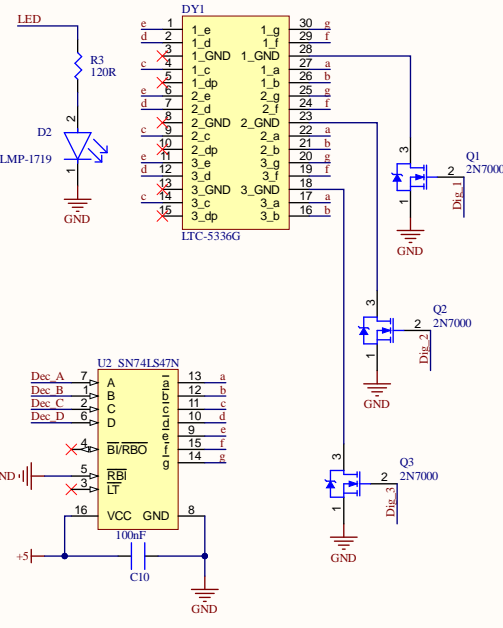 LED
R3
120R
2
D2
LMP-1719
1
GND
DY1
e 1 1_e 1_g 30 g
d 2 1_d 1_f 29 f
3 1_GND 1_GND 28
c 4 1_c 1_a 27 a
5 1_dp 1_b 26 b
e 6 2_e 2_g 25 g
d 7 2_d 2_f 24 f
8 2_GND 2_GND 23
c 9 2_c 2_a 22 a
10 2_dp 2_b 21 b
e 11 3_e 3_g 20 g
d 12 3_d 3_f 19 f
13 3_GND 3_GND 18
c 14 3_c 3_a 17 a
15 3_dp 3_b 16 b
LTC-5336G
3
Q1
2 2N7000
Dig_1
1
GND
3
Q2
2 2N7000
Dig_2
1
GND
3
Q3
2 2N7000
Dig_3
1
GND
U2 SN74LS47N
Dec_A 7 A a 13 a
Dec_B 1 B b 12 b
Dec_C 2 C c 11 c
Dec_D 6 D d 10 d
e 9 e
4 BI/RBO f 15 f
g 14 g
ND 5 RBI
3 LT
16 VCC GND 8
100nF
+5
C10
GND